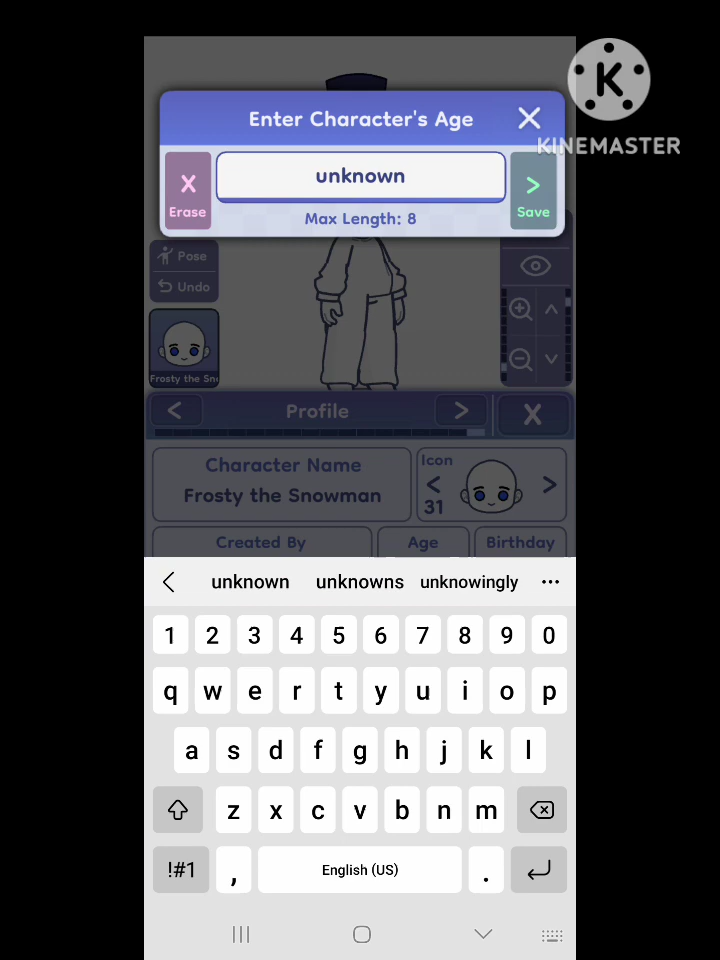 Enter Character's Age
K
KINEMASTER
X
Erase
unknown
Save
Max Length: 8
Pose
Undo
Frosty the Sn
Profile
X
Character Name
Frosty the Snowman
Icon
31
Created By
Age
Birthday
unknown unknowns unknowingly
1 2 3 4 5 6 7 8 9 0
q w e r t y u i o p
a s d f g h j k l
z x c v b n m
!#1 , English (US) .